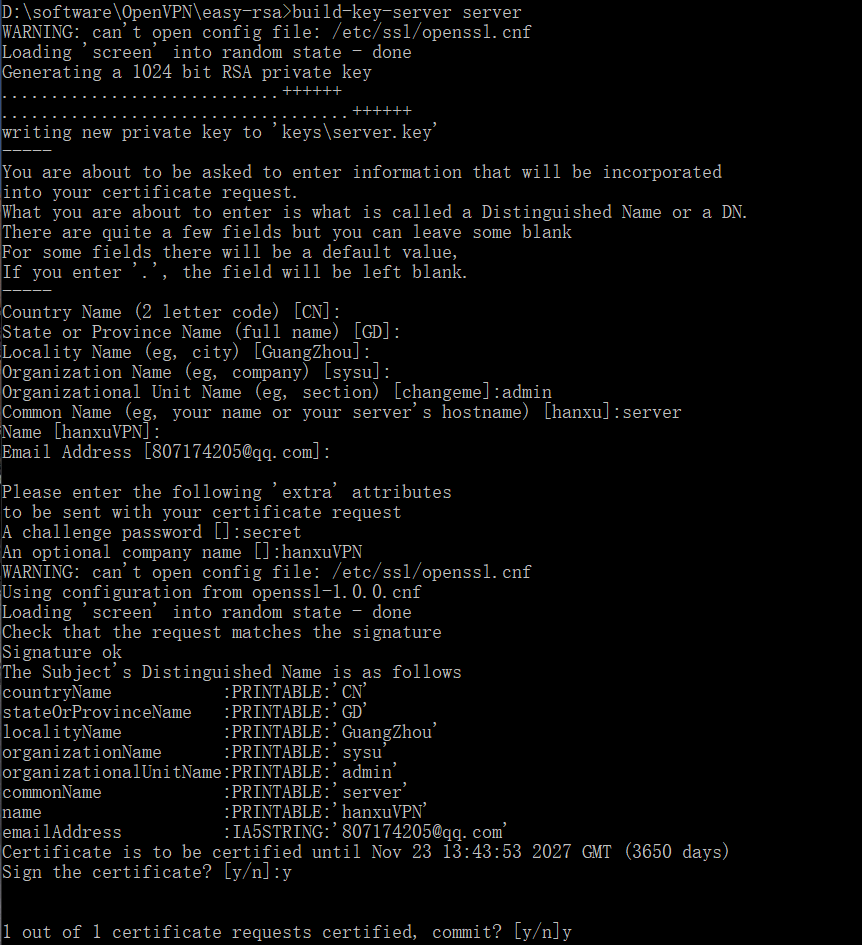 D:\software\OpenVPN\easy-rsa>build-key-server server
WARNING: can't open config file: /etc/ssl/openssl.cnf
Loading 'screen' into random state - done
Generating a 1024 bit RSA private key
............................++++++
...................................++++++
writing new private key to 'keys\server.key'
-----
You are about to be asked to enter information that will be incorporated
into your certificate request.
What you are about to enter is what is called a Distinguished Name or a DN.
There are quite a few fields but you can leave some blank
For some fields there will be a default value,
If you enter '.', the field will be left blank.
-----
Country Name (2 letter code) [CN]:
State or Province Name (full name) [GD]:
Locality Name (eg, city) [GuangZhou]:
Organization Name (eg, company) [sysu]:
Organizational Unit Name (eg, section) [changeme]:admin
Common Name (eg, your name or your server's hostname) [hanxu]:server
Name [hanxuVPN]:
Email Address [807174205@qq.com]:
Please enter the following 'extra' attributes
to be sent with your certificate request
A challenge password []:secret
An optional company name []:hanxuVPN
WARNING: can't open config file: /etc/ssl/openssl.cnf
Using configuration from openssl-1.0.0.cnf
Loading 'screen' into random state - done
Check that the request matches the signature
Signature ok
The Subject's Distinguished Name is as follows
countryName           :PRINTABLE:'CN'
stateOrProvinceName   :PRINTABLE:'GD'
localityName          :PRINTABLE:'GuangZhou'
organizationName      :PRINTABLE:'sysu'
organizationalUnitName:PRINTABLE:'admin'
commonName            :PRINTABLE:'server'
name                  :PRINTABLE:'hanxuVPN'
emailAddress          :IA5STRING:'807174205@qq.com'
Certificate is to be certified until Nov 23 13:43:53 2027 GMT (3650 days)
Sign the certificate? [y/n]:y
1 out of 1 certificate requests certified, commit? [y/n]y